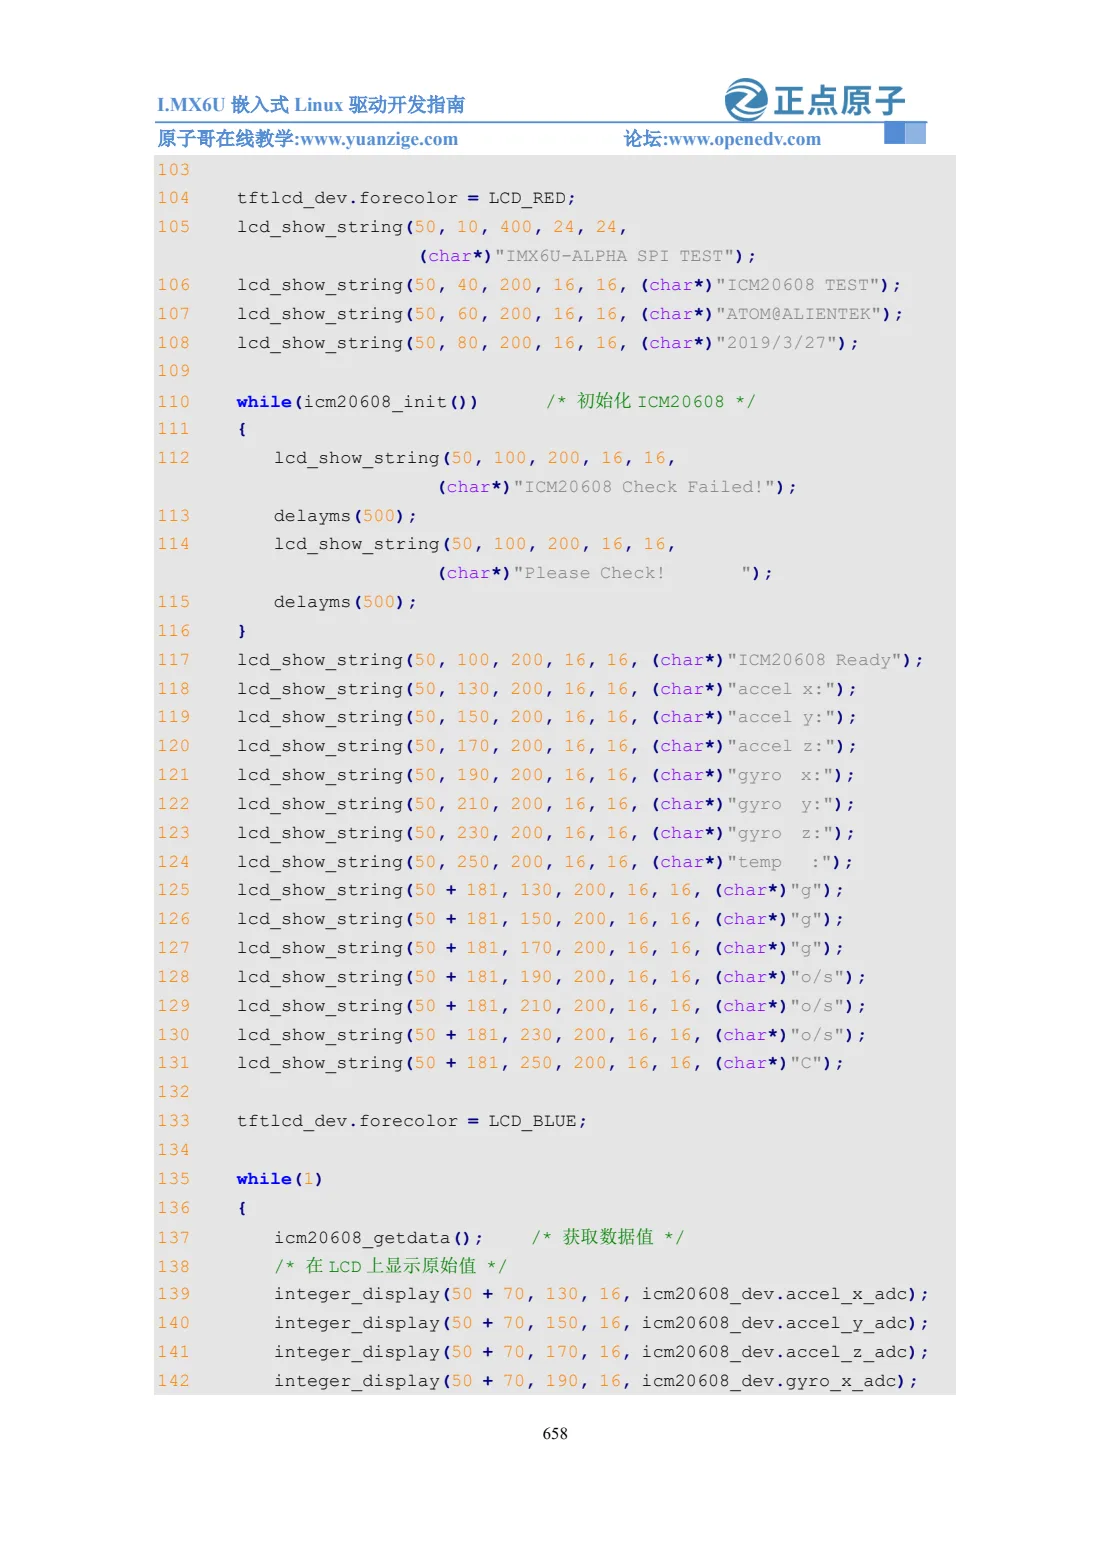 I.MX6U 嵌入式 Linux 驱动开发指南
正点原子
原子哥在线教学:www.yuanzige.com 论坛:www.openedv.com
103
104 tftlcd_dev.forecolor = LCD_RED;
105 lcd_show_string(50, 10, 400, 24, 24,
(char*)"IMX6U-ALPHA SPI TEST");
106 lcd_show_string(50, 40, 200, 16, 16, (char*)"ICM20608 TEST");
107 lcd_show_string(50, 60, 200, 16, 16, (char*)"ATOM@ALIENTEK");
108 lcd_show_string(50, 80, 200, 16, 16, (char*)"2019/3/27");
109
110 while(icm20608_init()) /* 初始化 ICM20608 */
111 {
112 lcd_show_string(50, 100, 200, 16, 16,
(char*)"ICM20608 Check Failed!");
113 delayms(500);
114 lcd_show_string(50, 100, 200, 16, 16,
(char*)"Please Check!        ");
115 delayms(500);
116 }
117 lcd_show_string(50, 100, 200, 16, 16, (char*)"ICM20608 Ready");
118 lcd_show_string(50, 130, 200, 16, 16, (char*)"accel x:");
119 lcd_show_string(50, 150, 200, 16, 16, (char*)"accel y:");
120 lcd_show_string(50, 170, 200, 16, 16, (char*)"accel z:");
121 lcd_show_string(50, 190, 200, 16, 16, (char*)"gyro  x:");
122 lcd_show_string(50, 210, 200, 16, 16, (char*)"gyro  y:");
123 lcd_show_string(50, 230, 200, 16, 16, (char*)"gyro  z:");
124 lcd_show_string(50, 250, 200, 16, 16, (char*)"temp   :");
125 lcd_show_string(50 + 181, 130, 200, 16, 16, (char*)"g");
126 lcd_show_string(50 + 181, 150, 200, 16, 16, (char*)"g");
127 lcd_show_string(50 + 181, 170, 200, 16, 16, (char*)"g");
128 lcd_show_string(50 + 181, 190, 200, 16, 16, (char*)"o/s");
129 lcd_show_string(50 + 181, 210, 200, 16, 16, (char*)"o/s");
130 lcd_show_string(50 + 181, 230, 200, 16, 16, (char*)"o/s");
131 lcd_show_string(50 + 181, 250, 200, 16, 16, (char*)"C");
132
133 tftlcd_dev.forecolor = LCD_BLUE;
134
135 while(1)
136 {
137 icm20608_getdata(); /* 获取数据值 */
138 /* 在 LCD 上显示原始值 */
139 integer_display(50 + 70, 130, 16, icm20608_dev.accel_x_adc);
140 integer_display(50 + 70, 150, 16, icm20608_dev.accel_y_adc);
141 integer_display(50 + 70, 170, 16, icm20608_dev.accel_z_adc);
142 integer_display(50 + 70, 190, 16, icm20608_dev.gyro_x_adc);
658